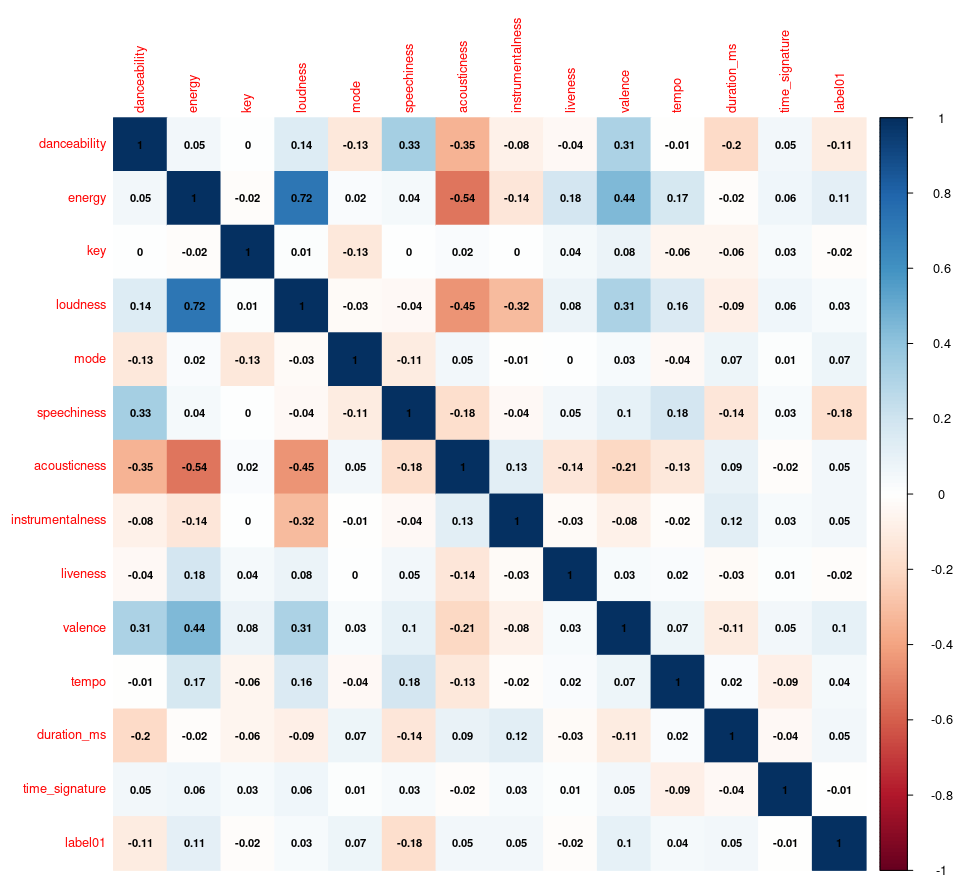 danceability energy key loudness mode speechiness acousticness instrumentalness liveness valence tempo duration_ms time_signature label01
danceability 1 0.05 0 0.14 -0.13 0.33 -0.35 -0.08 -0.04 0.31 -0.01 -0.2 0.05 -0.11
energy 0.05 1 -0.02 0.72 0.02 0.04 -0.54 -0.14 0.18 0.44 0.17 -0.02 0.06 0.11
key 0 -0.02 1 0.01 -0.13 0 0.02 0 0.04 0.08 -0.06 -0.06 0.03 -0.02
loudness 0.14 0.72 0.01 1 -0.03 -0.04 -0.45 -0.32 0.08 0.31 0.16 -0.09 0.06 0.03
mode -0.13 0.02 -0.13 -0.03 1 -0.11 0.05 -0.01 0 0.03 -0.04 0.07 0.01 0.07
speechiness 0.33 0.04 0 -0.04 -0.11 1 -0.18 -0.04 0.05 0.1 0.18 -0.14 0.03 -0.18
acousticness -0.35 -0.54 0.02 -0.45 0.05 -0.18 1 0.13 -0.14 -0.21 -0.13 0.09 -0.02 0.05
instrumentalness -0.08 -0.14 0 -0.32 -0.01 -0.04 0.13 1 -0.03 -0.08 -0.02 0.12 0.03 0.05
liveness -0.04 0.18 0.04 0.08 0 0.05 -0.14 -0.03 1 0.03 0.02 -0.03 0.01 -0.02
valence 0.31 0.44 0.08 0.31 0.03 0.1 -0.21 -0.08 0.03 1 0.07 -0.11 0.05 0.1
tempo -0.01 0.17 -0.06 0.16 -0.04 0.18 -0.13 -0.02 0.02 0.07 1 0.02 -0.09 0.04
duration_ms -0.2 -0.02 -0.06 -0.09 0.07 -0.14 0.09 0.12 -0.03 -0.11 0.02 1 -0.04 0.05
time_signature 0.05 0.06 0.03 0.06 0.01 0.03 -0.02 0.03 0.01 0.05 -0.09 -0.04 1 -0.01
label01 -0.11 0.11 -0.02 0.03 0.07 -0.18 0.05 0.05 -0.02 0.1 0.04 0.05 -0.01 1
1
0.8
0.6
0.4
0.2
0
-0.2
-0.4
-0.6
-0.8
-1